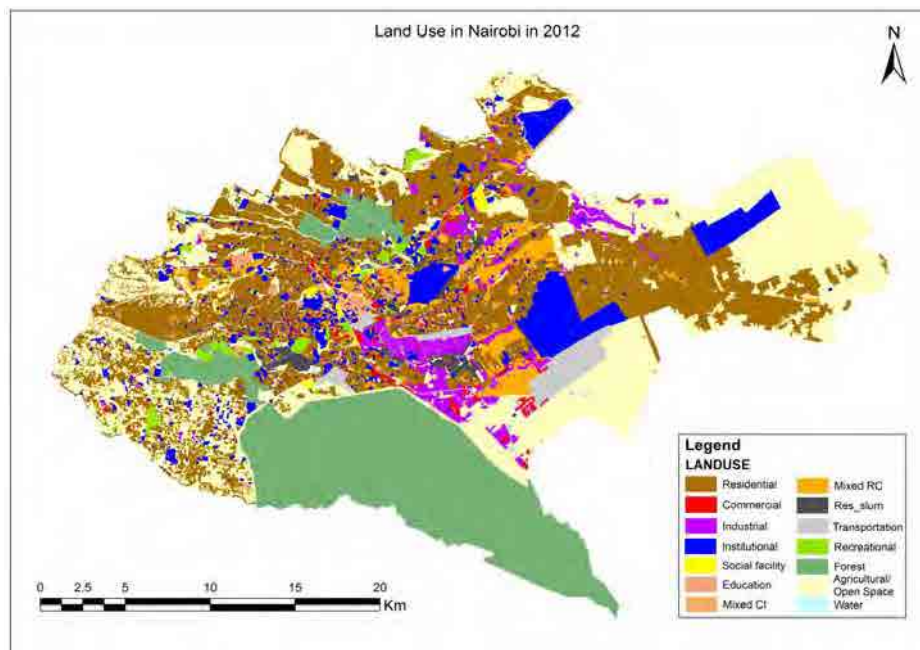 Land Use in Nairobi in 2012
N
Legend
LANDUSE
Residential
Commercial
Industrial
Institutional
Social facility
Education
Mixed CI
Mixed RC
Res_slum
Transportation
Recreational
Forest
Agricultural/
Open Space
Water
0 2.5 5 10 15 20
Km